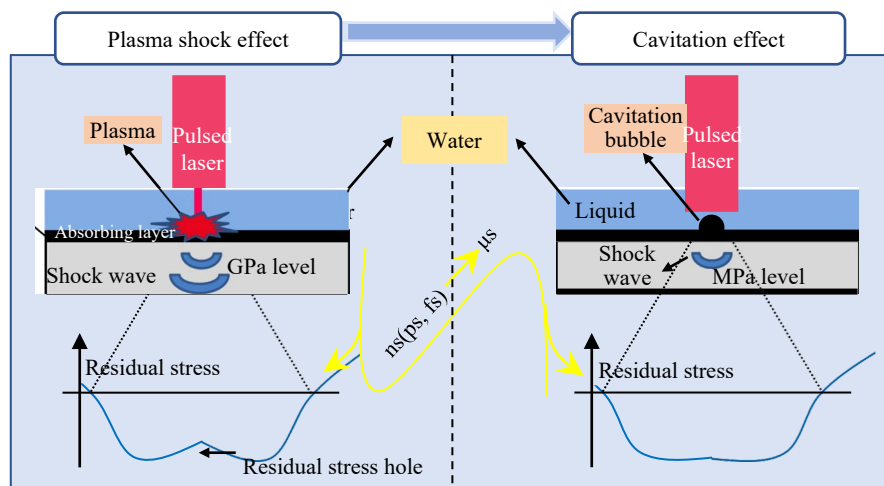 Plasma shock effect
Cavitation effect
Plasma
Pulsed
laser
Water
Cavitation
bubble
Pulsed
laser
Liquid
Absorbing layer
Shock wave
GPa level
ns(ps, fs)
μs
Shock
wave
MPa level
Residual stress
Residual stress hole
Residual stress